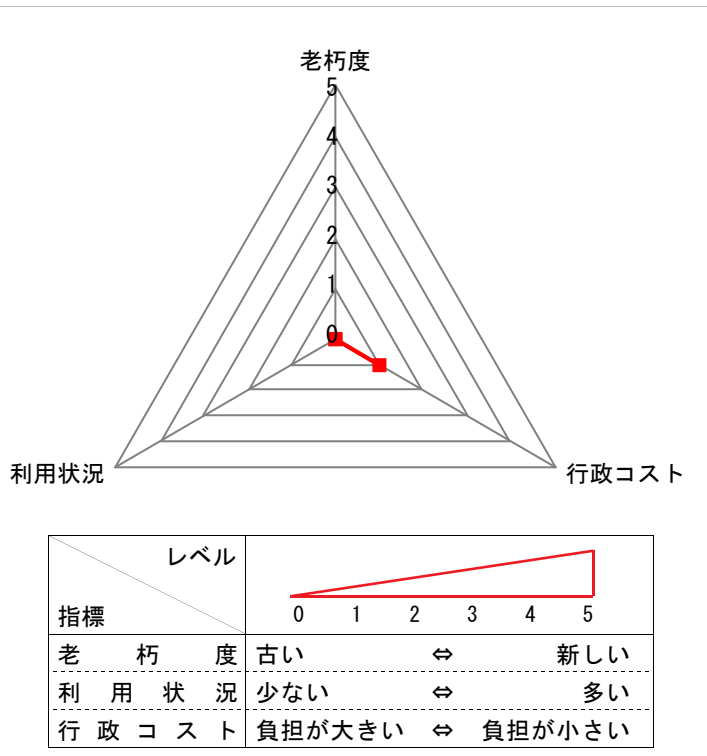 老朽度
5
4
3
2
1
0
利用状況 行政コスト
レベル
指標 0 1 2 3 4 5
老朽度 古い ⇔ 新しい
利用状況 少ない ⇔ 多い
行政コスト 負担が大きい ⇔ 負担が小さい